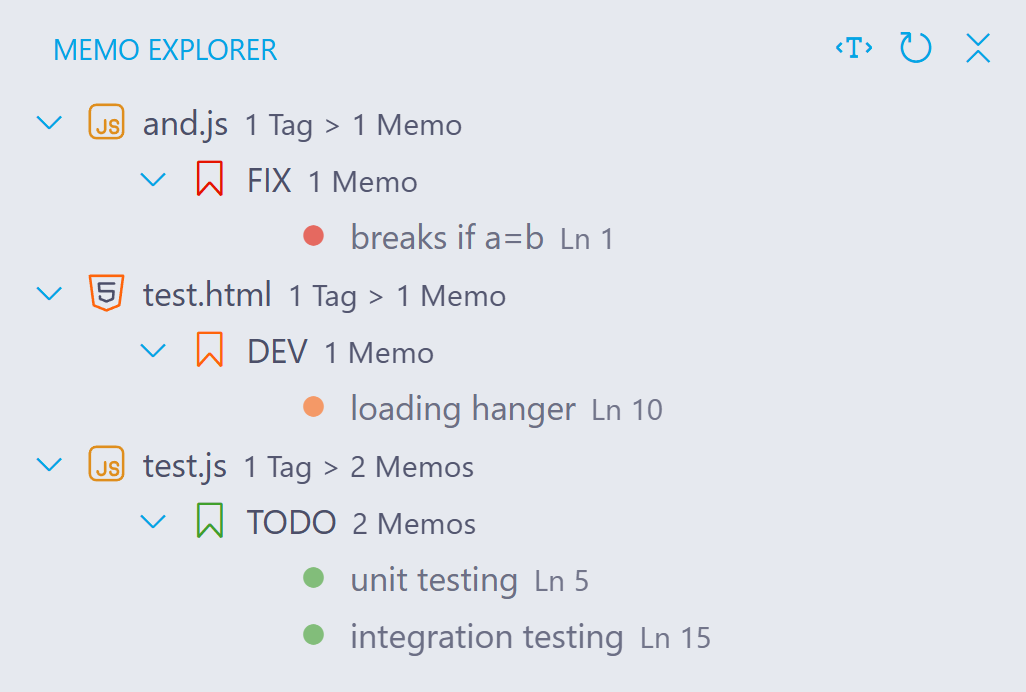 MEMO EXPLORER <T>
JS and.js 1 Tag > 1 Memo
FIX 1 Memo
breaks if a=b Ln 1
5 test.html 1 Tag > 1 Memo
DEV 1 Memo
loading hanger Ln 10
JS test.js 1 Tag > 2 Memos
TODO 2 Memos
unit testing Ln 5
integration testing Ln 15